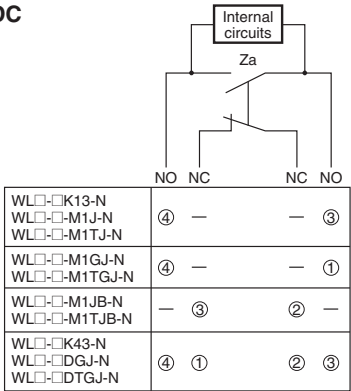 DC
Internal
circuits
Za
NO NC NC NO
WL□-□K13-N
WL□-□-M1J-N
WL□-□-M1TJ-N
④ — — ③
WL□-□-M1GJ-N
WL□-□-M1TGJ-N
④ — — ①
WL□-□-M1JB-N
WL□-□-M1TJB-N
— ③ ② —
WL□-□K43-N
WL□-□DGJ-N
WL□-□DTGJ-N
④ ① ② ③